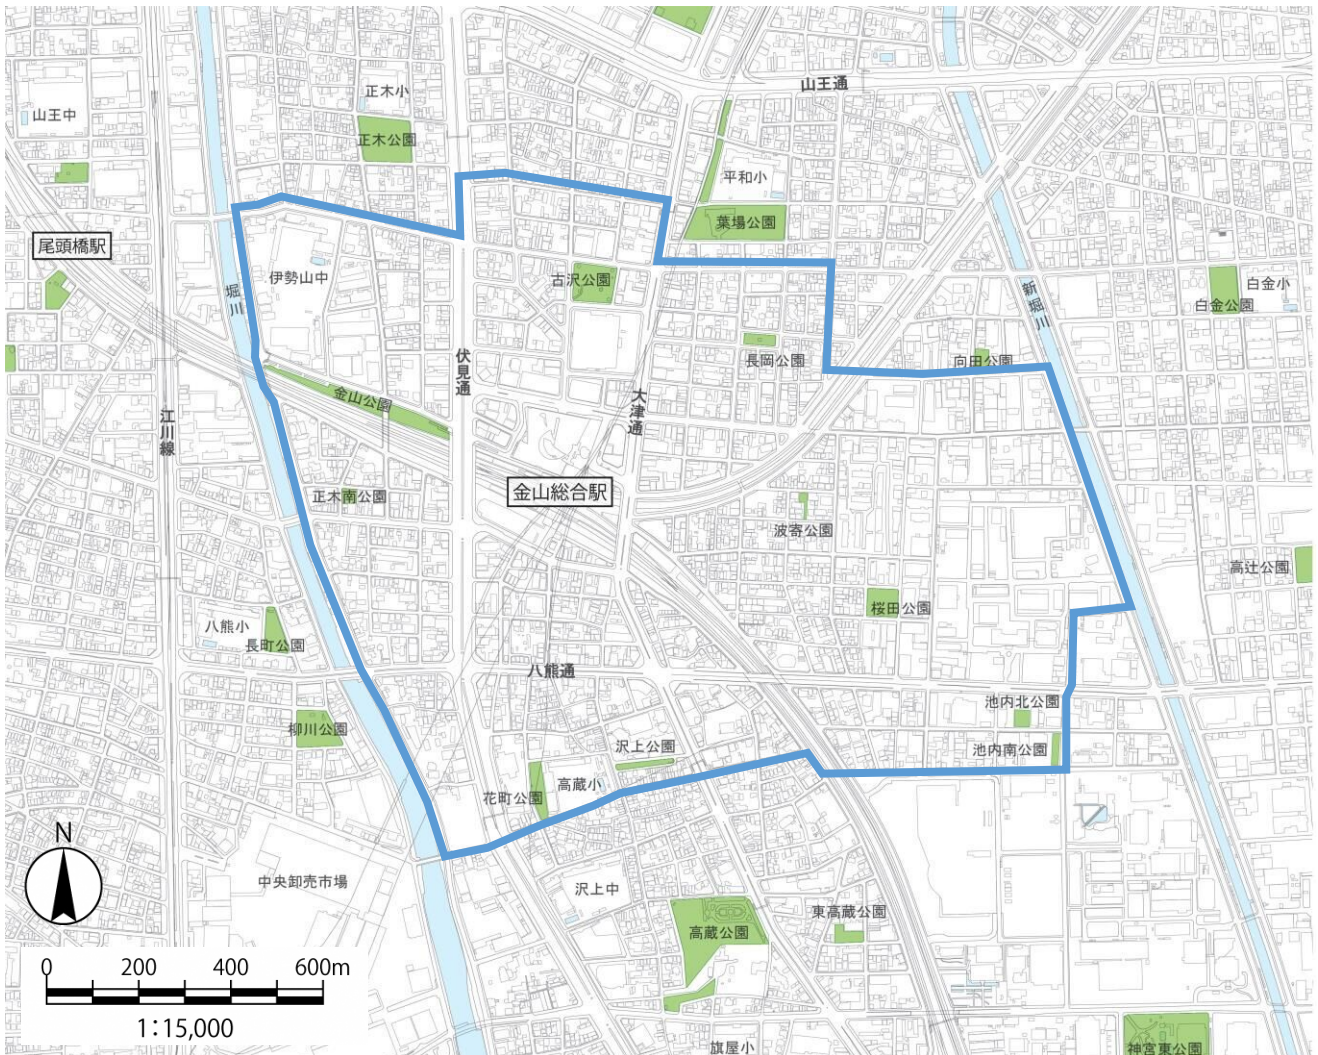 山王通
正木小
山王中
正木公園
平和小
葉場公園
尾頭橋駅
伊勢山中
古沢公園
堀川
新堀川
白金小
白金公園
長岡公園
向田公園
伏見通
大津通
金山公園
江川線
金山総合駅
正木南公園
波寄公園
高辻公園
桜田公園
八熊小
長町公園
八熊通
池内北公園
柳川公園
沢上公園
池内南公園
高蔵小
花町公園
N
中央卸売市場
沢上中
東高蔵公園
高蔵公園
0 200 400 600m
1:15,000
旗屋小
神宮東公園